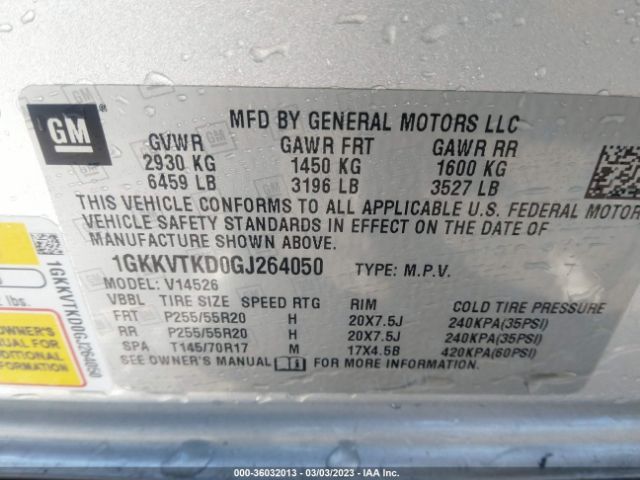 GM
MFD BY GENERAL MOTORS LLC
GVWR GAWR FRT GAWR RR
2930 KG 1450 KG 1600 KG
6459 LB 3196 LB 3527 LB
THIS VEHICLE CONFORMS TO ALL APPLICABLE U.S. FEDERAL MOTOR
VEHICLE SAFETY STANDARDS IN EFFECT ON THE DATE OF
MANUFACTURE SHOWN ABOVE.
1GKKVTKD0GJ264050 TYPE: M.P.V.
MODEL: V14526
VBBL TIRE SIZE SPEED RTG RIM COLD TIRE PRESSURE
FRT P255/55R20 H 20X7.5J 240KPA(35PSI)
RR P255/55R20 H 20X7.5J 240KPA(35PSI)
SPA T145/70R17 M 17X4.5B 420KPA(60PSI)
SEE OWNER'S MANUAL FOR MORE INFORMATION.
1GKKVTKD0GJ264050
lbs.
OWNER'S
MANUAL
ADDITIONAL
000-36032013 - 03/03/2023 - IAA Inc.